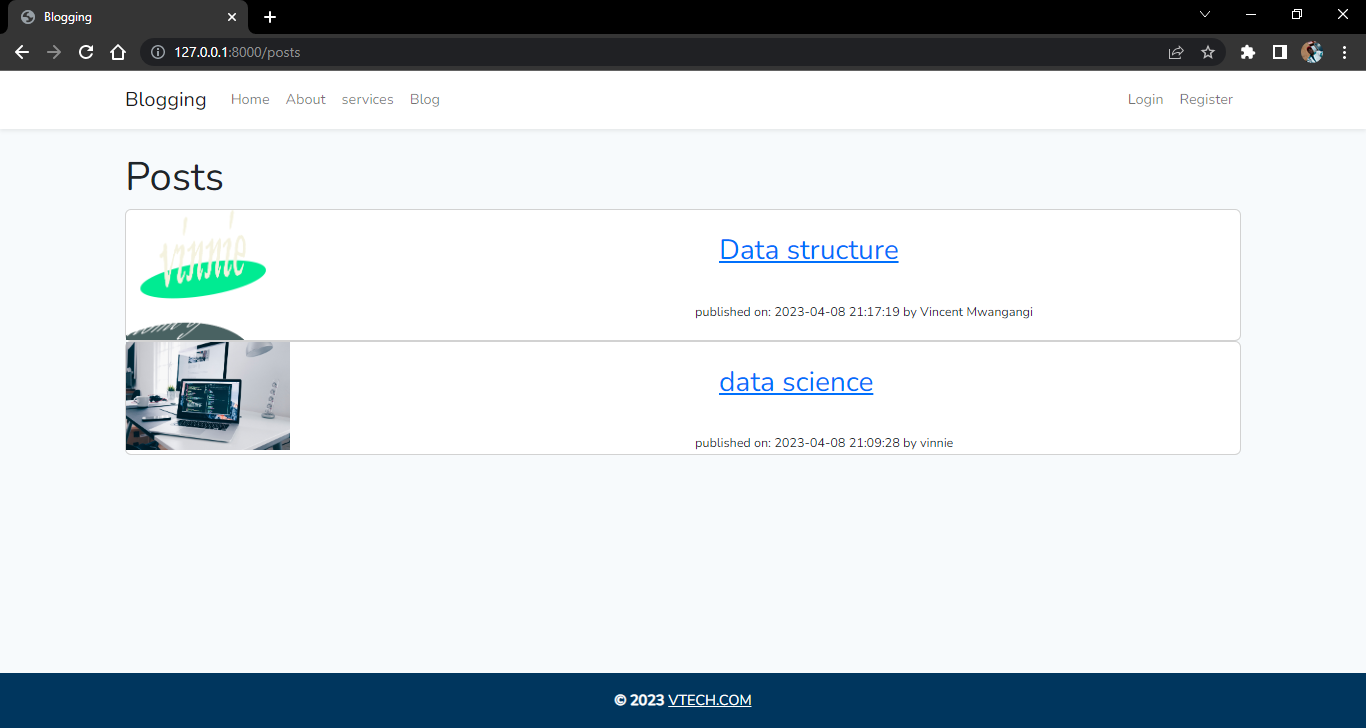 Blogging
127.0.0.1:8000/posts
Blogging Home About services Blog Login Register
Posts
vinnie
Data structure
published on: 2023-04-08 21:17:19 by Vincent Mwangangi
data science
published on: 2023-04-08 21:09:28 by vinnie
© 2023 VTECH.COM